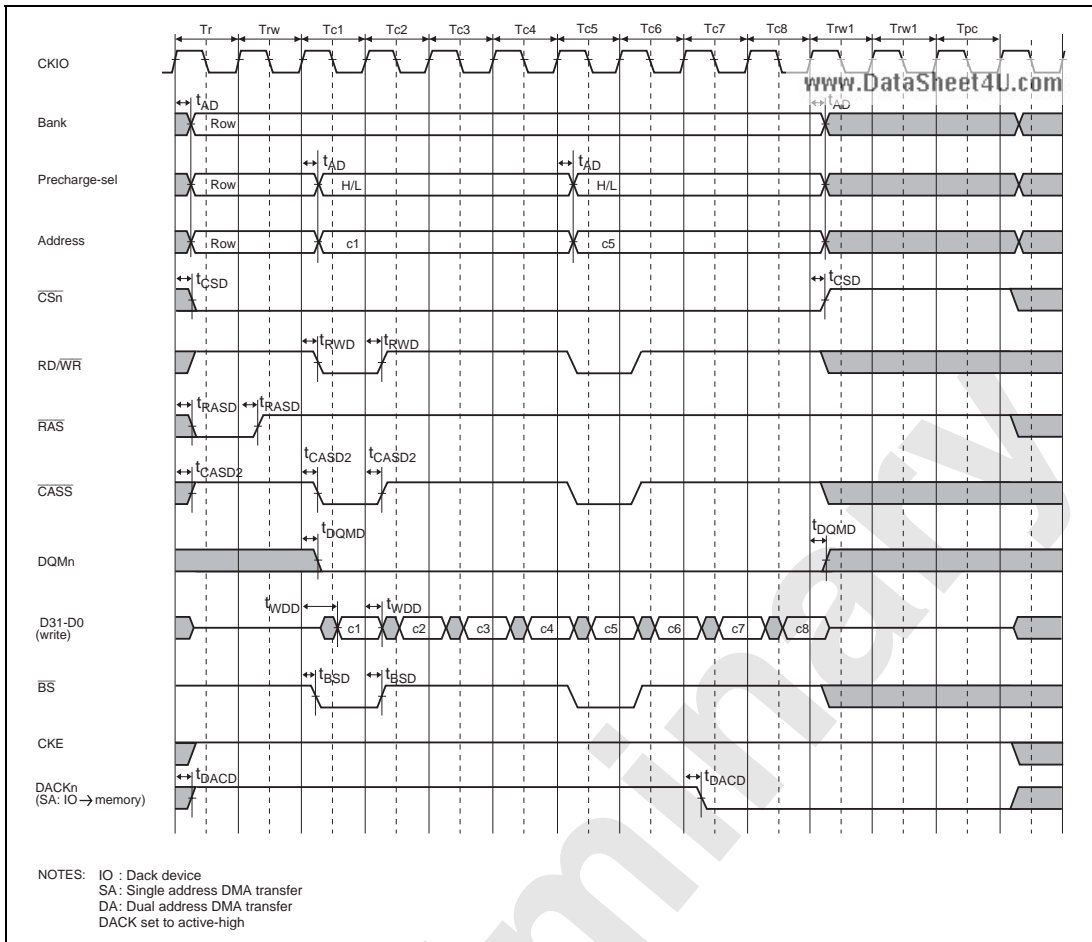 Tr Trw Tc1 Tc2 Tc3 Tc4 Tc5 Tc6 Tc7 Tc8 Trw1 Trw1 Tpc
CKIO
www.DataSheet4U.com
tAD tAD
Bank Row
tAD tAD
Precharge-sel Row H/L H/L
Address Row c1 c5
tCSD tCSD
CSn
tRWD tRWD
RD/WR
tRASD tRASD
RAS
tCASD2 tCASD2 tCASD2
CASS
tDQMD tDQMD
DQMn
tWDD tWDD
D31-D0 c1 c2 c3 c4 c5 c6 c7 c8
(write)
tBSD tBSD
BS
CKE
tDACD tDACD
DACKn
(SA: IO→memory)
NOTES: IO : Dack device
SA : Single address DMA transfer
DA : Dual address DMA transfer
DACK set to active-high
minary